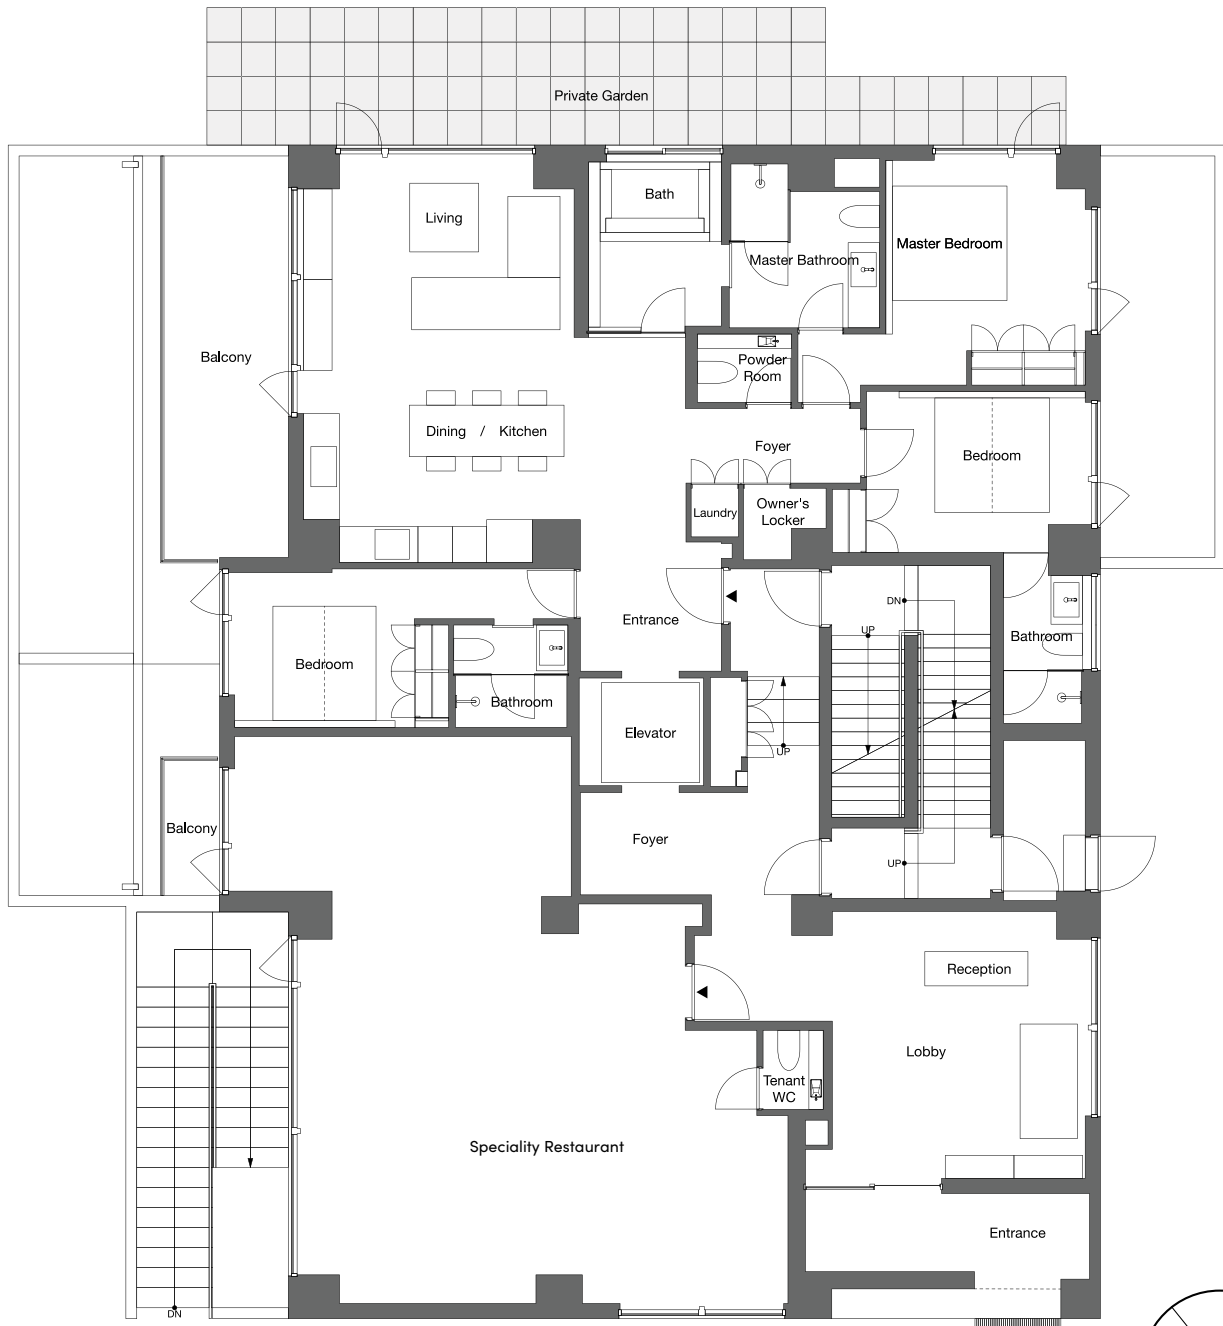 Private Garden
Living
Bath
Master Bathroom
Master Bedroom
Balcony
Powder
Room
Dining / Kitchen
Foyer
Bedroom
Laundry
Owner's
Locker
DN
UP
Entrance
Bathroom
Bedroom
Bathroom
Elevator
UP
Balcony
Foyer
UP
Reception
Lobby
Tenant
WC
Speciality Restaurant
Entrance
DN